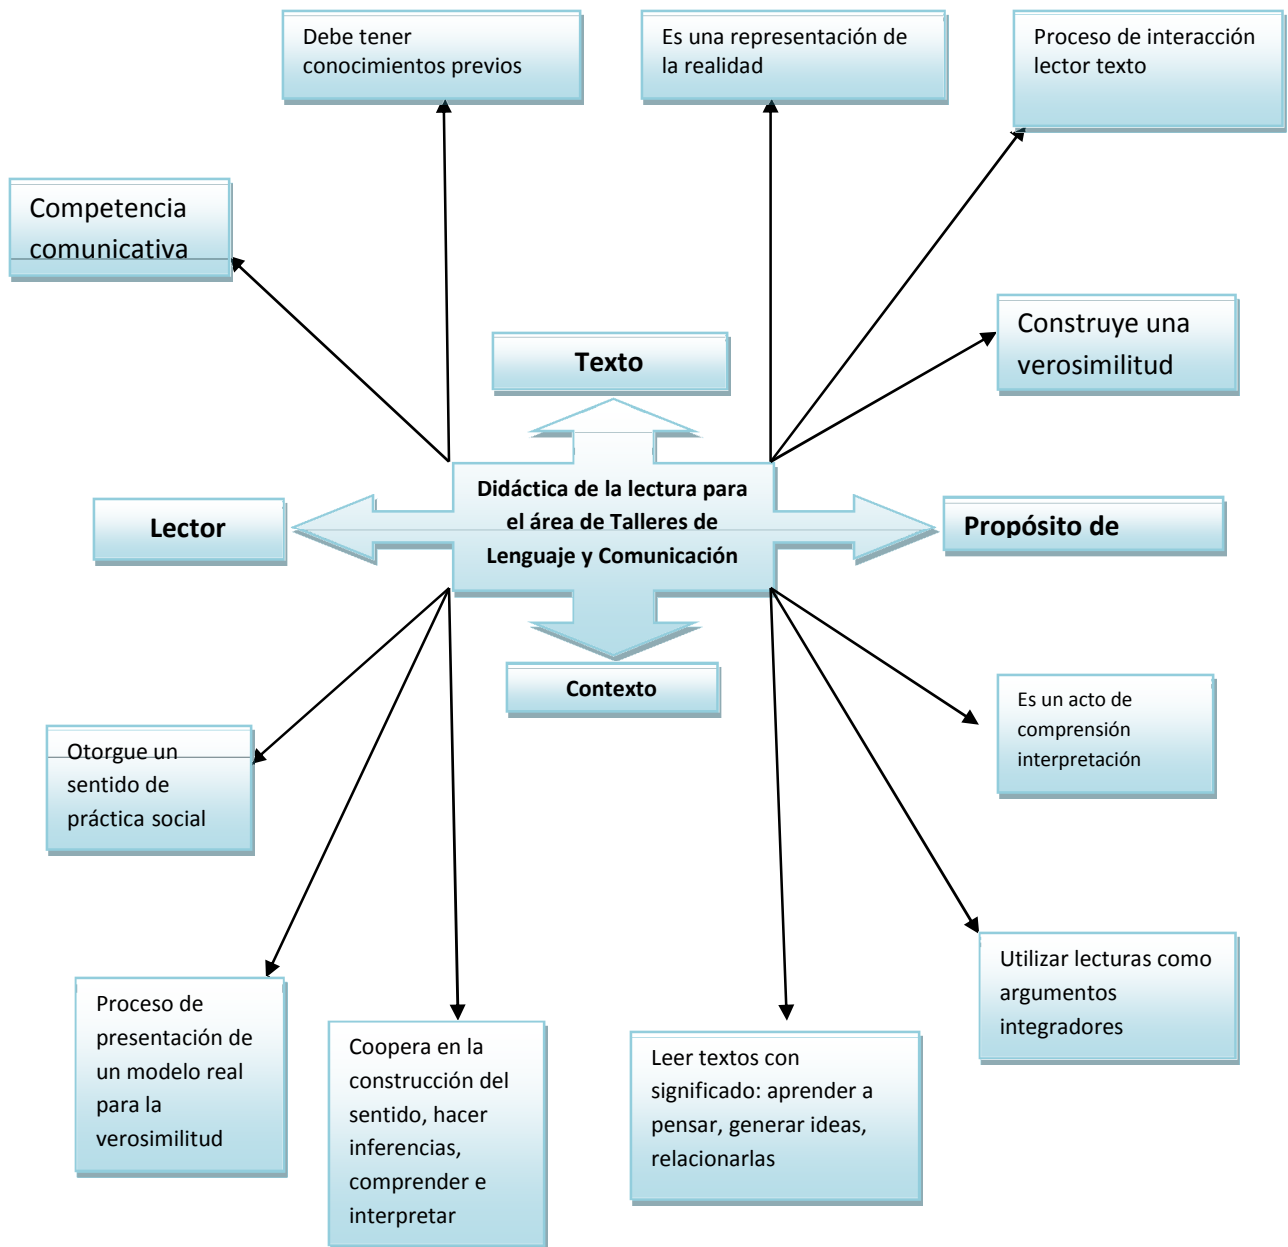 Debe tener
conocimientos previos
Es una representación de
la realidad
Proceso de interacción
lector texto
Competencia
comunicativa
Construye una
verosimilitud
Texto
Lector
Didáctica de la lectura para
el área de Talleres de
Lenguaje y Comunicación
Propósito de
Contexto
Otorgue un
sentido de
práctica social
Es un acto de
comprensión
interpretación
Proceso de
presentación de
un modelo real
para la
verosimilitud
Coopera en la
construcción del
sentido, hacer
inferencias,
comprender e
interpretar
Leer textos con
significado: aprender a
pensar, generar ideas,
relacionarlas
Utilizar lecturas como
argumentos
integradores